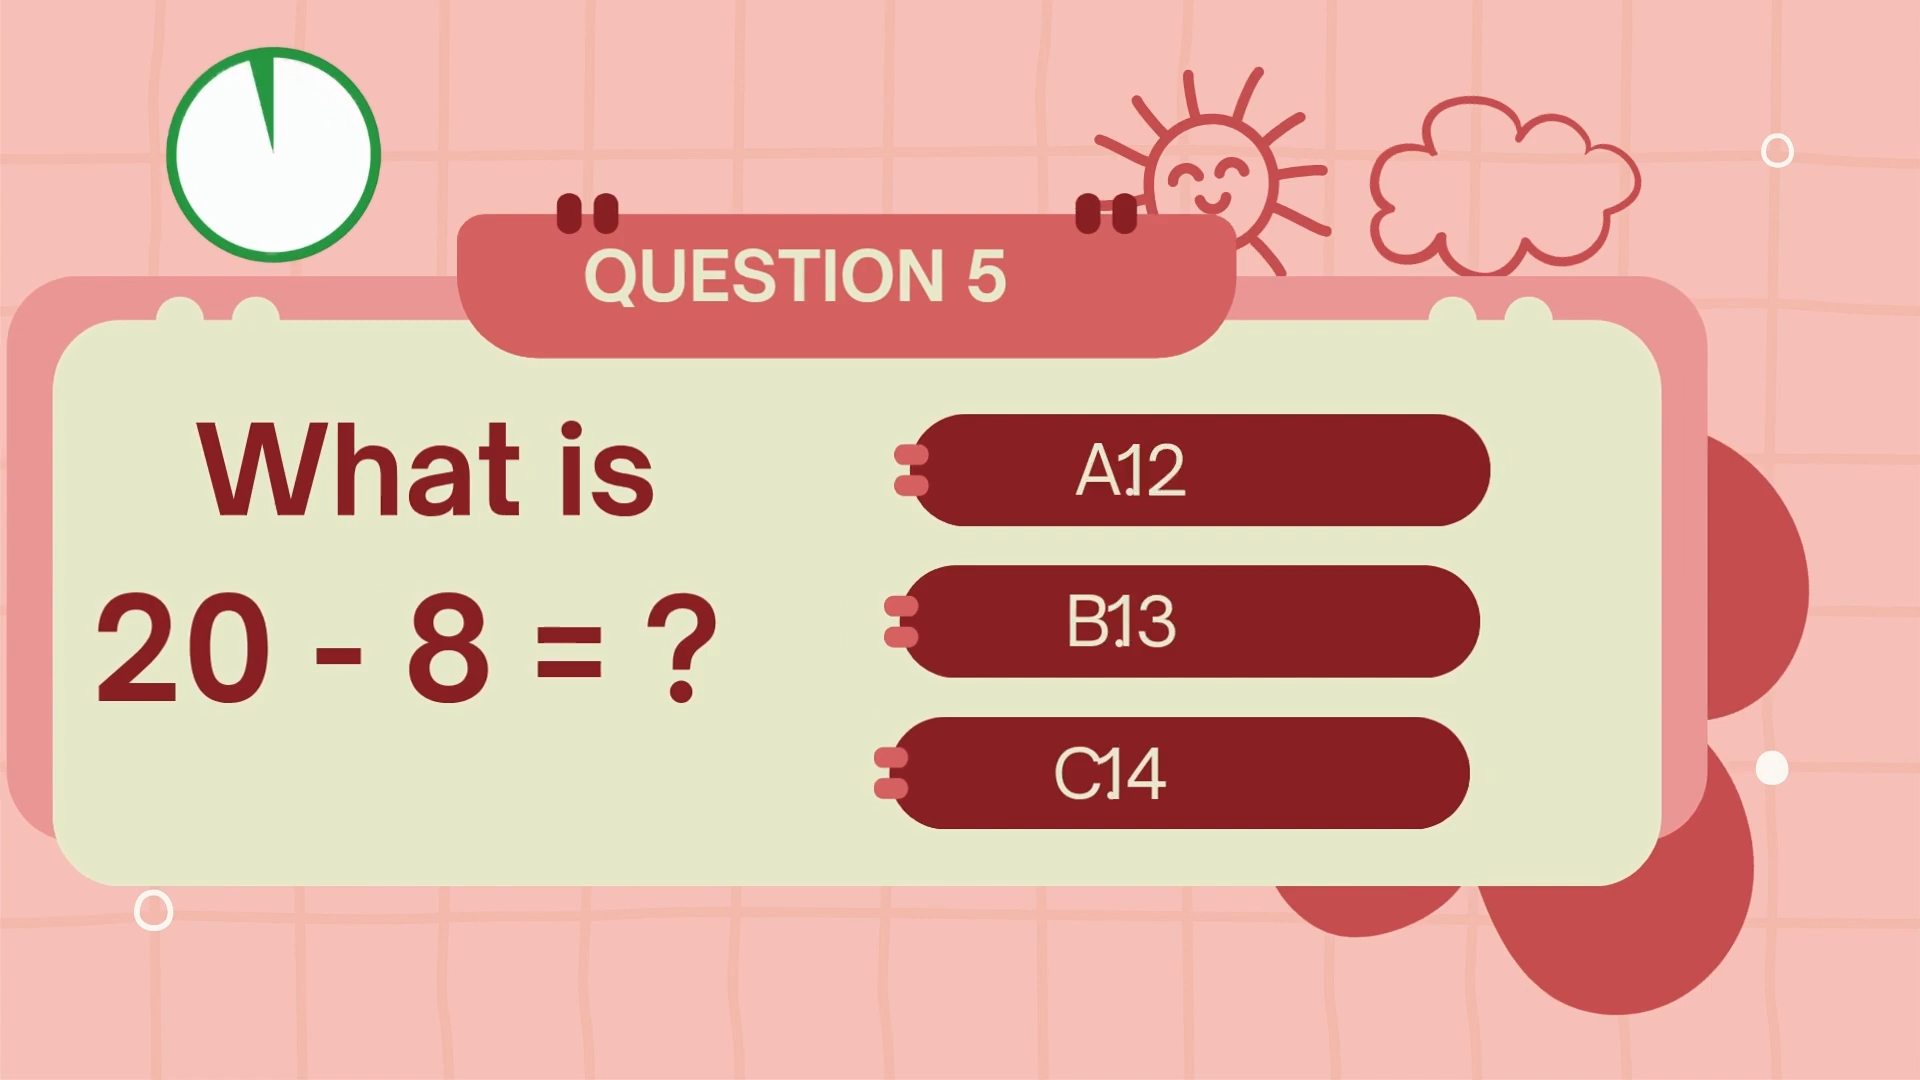 QUESTION 5
What is
20 - 8 = ?
A.12
B.13
C.14